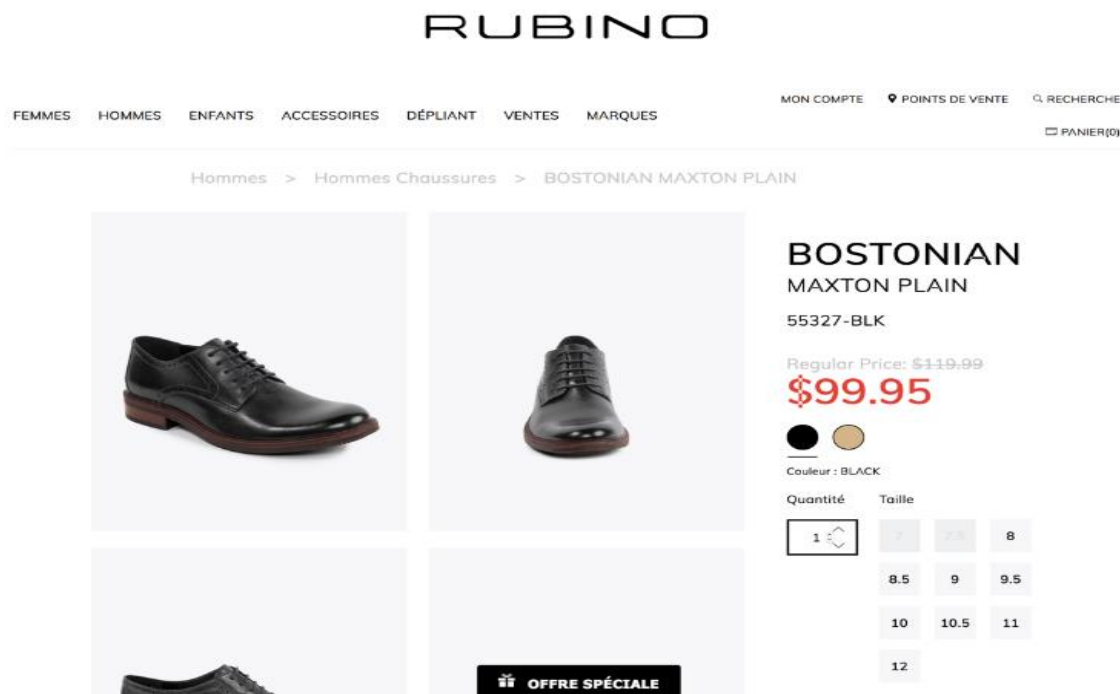 RUBINO
MON COMPTE POINTS DE VENTE RECHERCHE
FEMMES HOMMES ENFANTS ACCESSOIRES DÉPLIANT VENTES MARQUES
PANIER(0)
Hommes > Hommes Chaussures > BOSTONIAN MAXTON PLAIN
BOSTONIAN
MAXTON PLAIN
55327-BLK
Regular Price: $119.99
$99.95
Couleur : BLACK
Quantité Taille
1 7 7.5 8
8.5 9 9.5
10 10.5 11
12
OFFRE SPÉCIALE